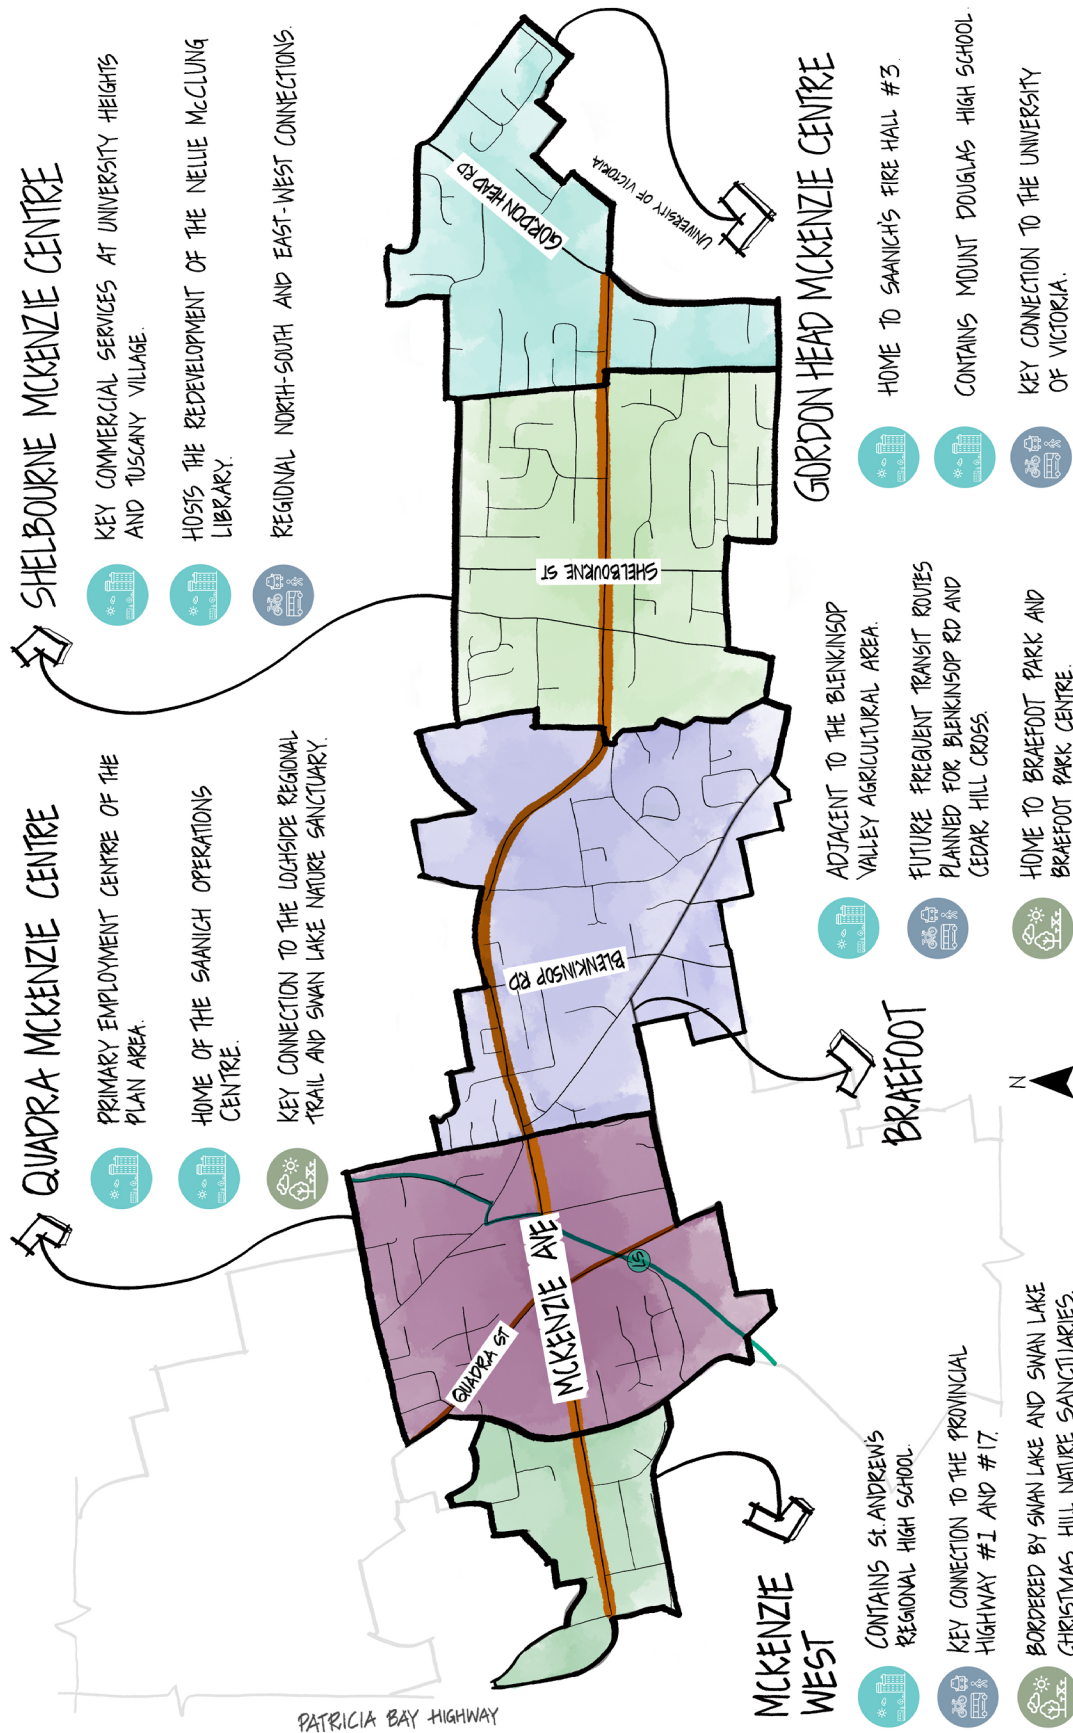 QUADRA MCKENZIE CENTRE
PRIMARY EMPLOYMENT CENTRE OF THE
PLAN AREA.
HOME OF THE SAANICH OPERATIONS
CENTRE.
KEY CONNECTION TO THE LOCHSIDE REGIONAL
TRAIL AND SWAN LAKE NATURE SANCTUARY.
SHELBOURNE MCKENZIE CENTRE
KEY COMMERCIAL SERVICES AT UNIVERSITY HEIGHTS
AND TUSCANY VILLAGE.
HOSTS THE REDEVELOPMENT OF THE NELLIE McCLUNG
LIBRARY.
REGIONAL NORTH-SOUTH AND EAST-WEST CONNECTIONS.
PATRICIA BAY HIGHWAY
QUADRA ST
MCKENZIE AVE
BLENKINSOP RD
SHELBOURNE ST
GORDON HEAD RD
UNIVERSITY OF VICTORIA
MCKENZIE
WEST
CONTAINS St. ANDREW'S
REGIONAL HIGH SCHOOL.
KEY CONNECTION TO THE PROVINCIAL
HIGHWAY #1 AND #17.
BORDERED BY SWAN LAKE AND SWAN LAKE
CHRISTMAS HILL NATURE SANCTUARIES.
N
BRAEFOOT
ADJACENT TO THE BLENKINSOP
VALLEY AGRICULTURAL AREA.
FUTURE FREQUENT TRANSIT ROUTES
PLANNED FOR BLENKINSOP RD AND
CEDAR HILL CROSS.
HOME TO BRAEFOOT PARK AND
BRAEFOOT PARK CENTRE.
GORDON HEAD MCKENZIE CENTRE
HOME TO SAANICH'S FIRE HALL #3.
CONTAINS MOUNT DOUGLAS HIGH SCHOOL.
KEY CONNECTION TO THE UNIVERSITY
OF VICTORIA.